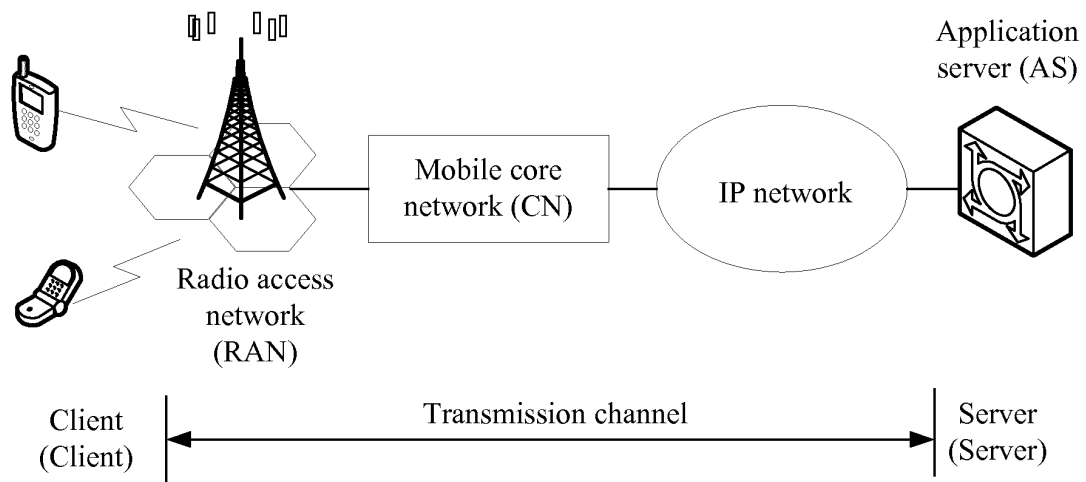 Application
server (AS)
Mobile core
network (CN)
IP network
Radio access
network
(RAN)
Client
(Client)
Transmission channel
Server
(Server)